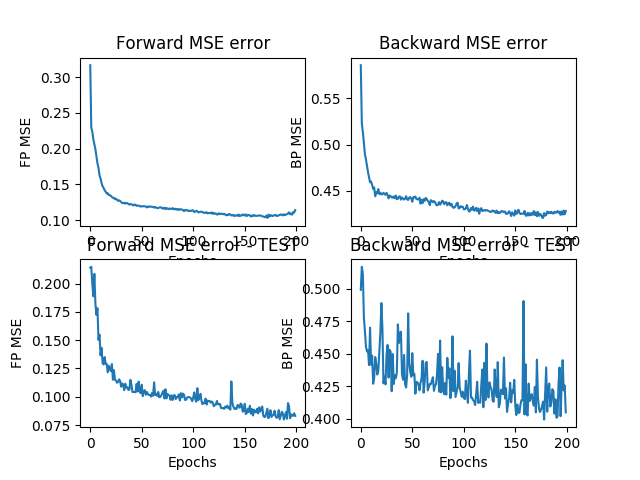 Forward MSE error
Backward MSE error
0.30
0.25
0.20
0.15
0.10
FP MSE
0 50 100 150 200
0.55
0.50
0.45
BP MSE
0 50 100 150 200
Epochs
Epochs
Forward MSE error - TEST
Backward MSE error - TEST
0.200
0.175
0.150
0.125
0.100
0.075
FP MSE
0 50 100 150 200
Epochs
0.500
0.475
0.450
0.425
0.400
BP MSE
0 50 100 150 200
Epochs